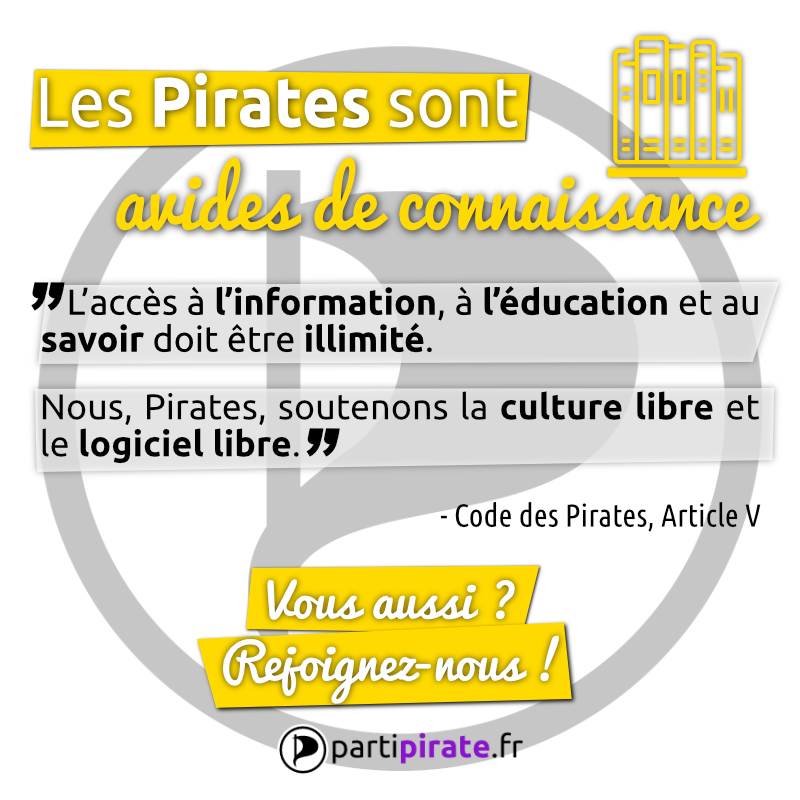 Les Pirates sont
avides de connaissance
❞L’accès à l’information, à l’éducation et au
savoir doit être illimité.
Nous, Pirates, soutenons la culture libre et
le logiciel libre.❞
- Code des Pirates, Article V
Vous aussi ?
Rejoignez-nous !
partipirate.fr